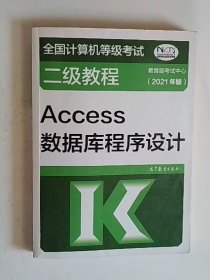 全国计算机等级考试
二级教程
教育部考试中心
（2021年版）
Access
数据库程序设计
高等教育出版社